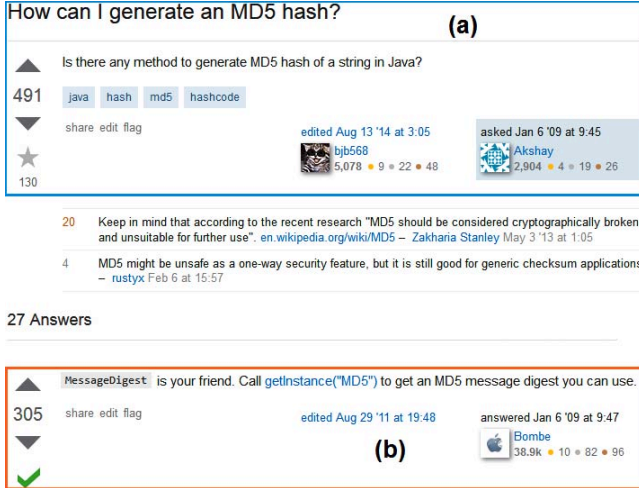 How can I generate an MD5 hash?
(a)
Is there any method to generate MD5 hash of a string in Java?
491
java hash md5 hashcode
share edit flag
edited Aug 13 '14 at 3:05
bjb568
5,078 ● 9 ● 22 ● 48
asked Jan 6 '09 at 9:45
Akshay
2,904 ● 4 ● 19 ● 26
130
20 Keep in mind that according to the recent research "MD5 should be considered cryptographically broken
and unsuitable for further use". en.wikipedia.org/wiki/MD5 – Zakharia Stanley May 3 '13 at 1:05
4 MD5 might be unsafe as a one-way security feature, but it is still good for generic checksum applications
– rustyx Feb 6 at 15:57
27 Answers
MessageDigest is your friend. Call getInstance("MD5") to get an MD5 message digest you can use.
305
share edit flag
edited Aug 29 '11 at 19:48
answered Jan 6 '09 at 9:47
(b)
Bombe
38.9k ● 10 ● 82 ● 96